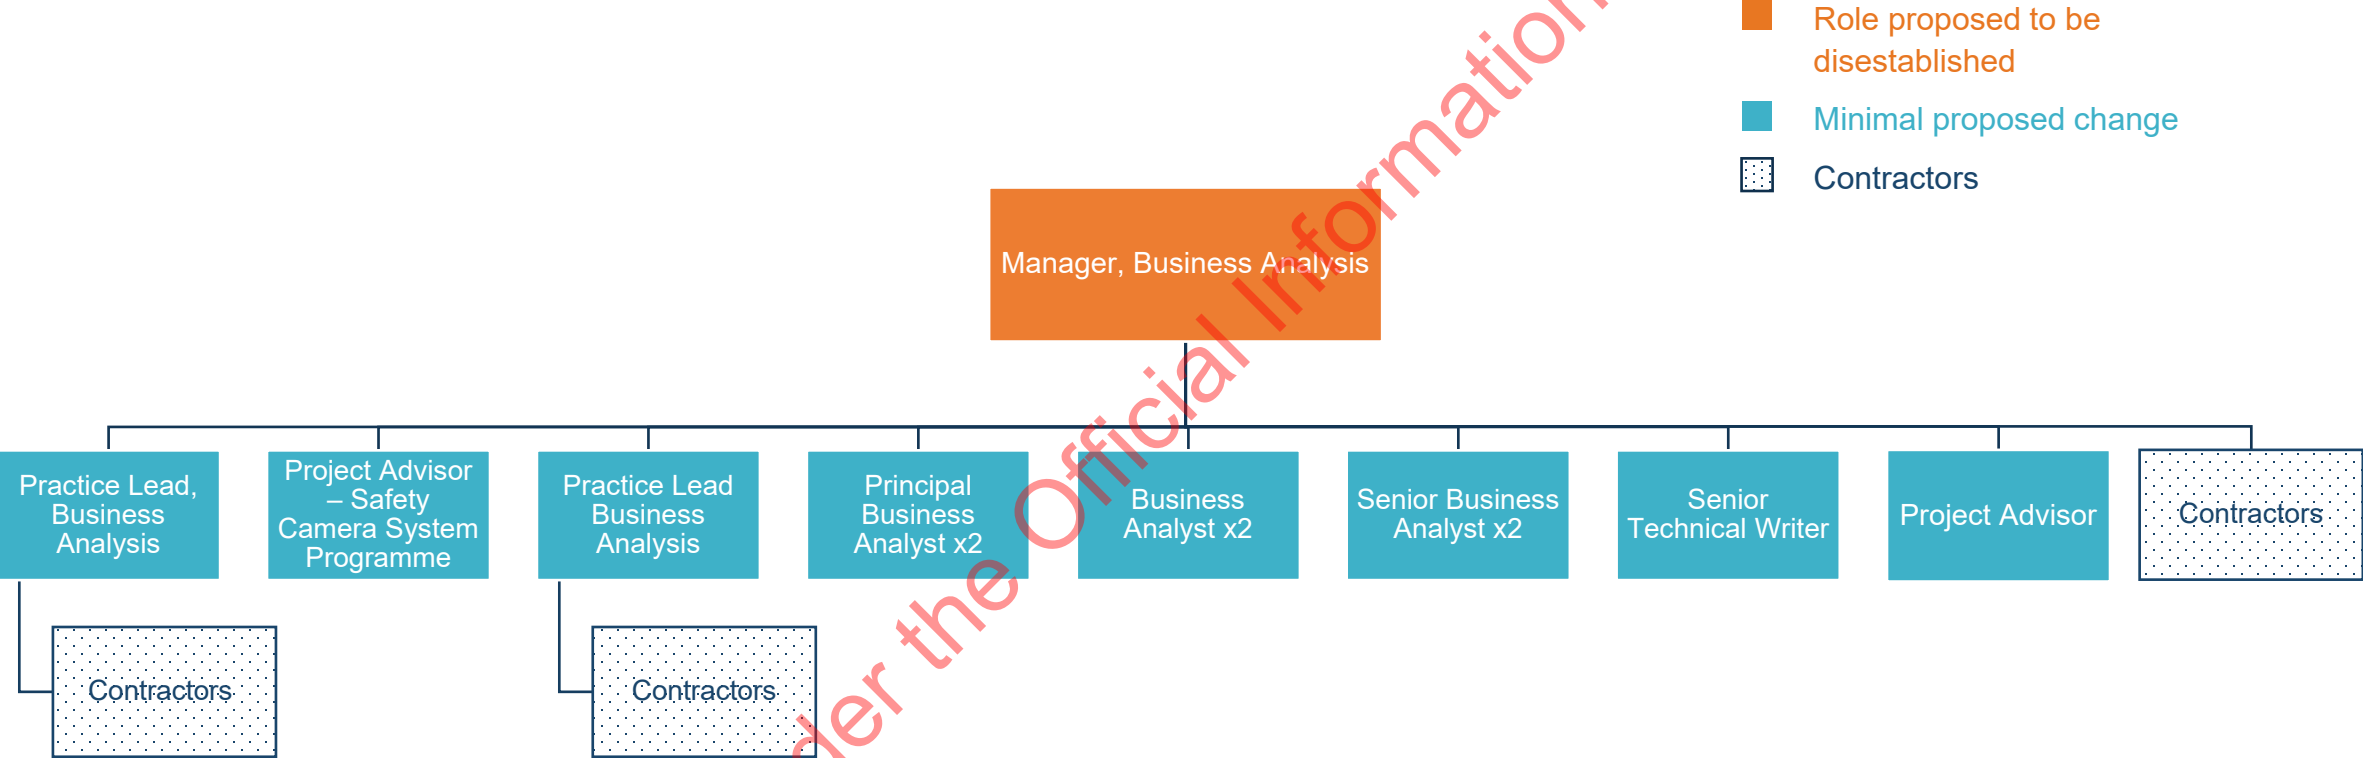 Role proposed to be
disestablished
Minimal proposed change
Contractors
Manager, Business Analysis
Practice Lead,
Business
Analysis
Project Advisor
– Safety
Camera System
Programme
Practice Lead
Business
Analysis
Principal
Business
Analyst x2
Business
Analyst x2
Senior Business
Analyst x2
Senior
Technical Writer
Project Advisor
Contractors
Contractors
Contractors
der the Official Information